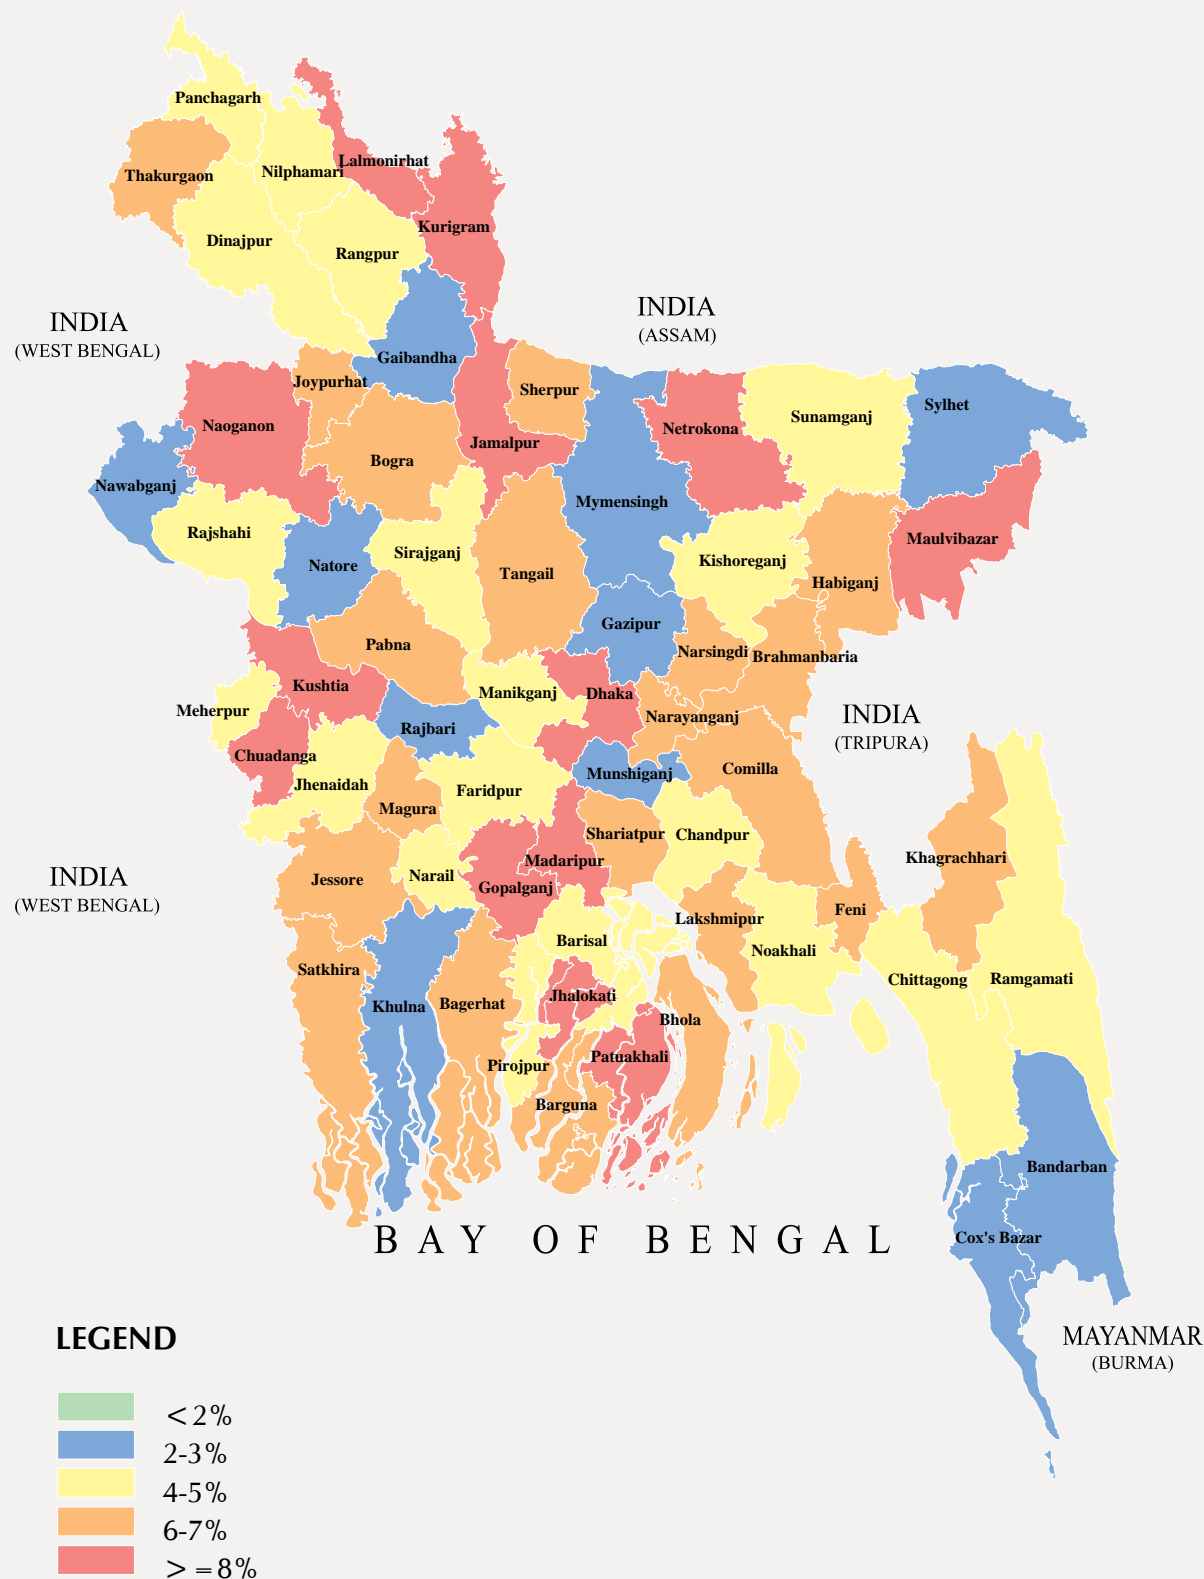 Panchagarh
Lalmonirhat
Thakurgaon
Nilphamari
Kurigram
Dinajpur
Rangpur
INDIA
(ASSAM)
INDIA
(WEST BENGAL)
Gaibandha
Joypurhat
Sherpur
Sylhet
Sunamganj
Naoganon
Netrokona
Jamalpur
Bogra
Nawabganj
Mymensingh
Rajshahi
Maulvibazar
Sirajganj
Kishoreganj
Natore
Tangail
Habiganj
Gazipur
Pabna
Narsingdi
Brahmanbaria
Kushtia
Manikganj
Dhaka
Meherpur
Narayanganj
INDIA
(TRIPURA)
Rajbari
Chuadanga
Comilla
Munshiganj
Jhenaidah
Faridpur
Magura
Shariatpur
Chandpur
Khagrachhari
Madaripur
INDIA
(WEST BENGAL)
Jessore
Narail
Gopalganj
Feni
Lakshmipur
Barisal
Noakhali
Satkhira
Chittagong
Ramgamati
Jhalokati
Khulna
Bagerhat
Bhola
Patuakhali
Pirojpur
Barguna
Bandarban
Cox's Bazar
BAY OF BENGAL
MAYANMAR
(BURMA)
LEGEND
<2%
2-3%
4-5%
6-7%
>=8%